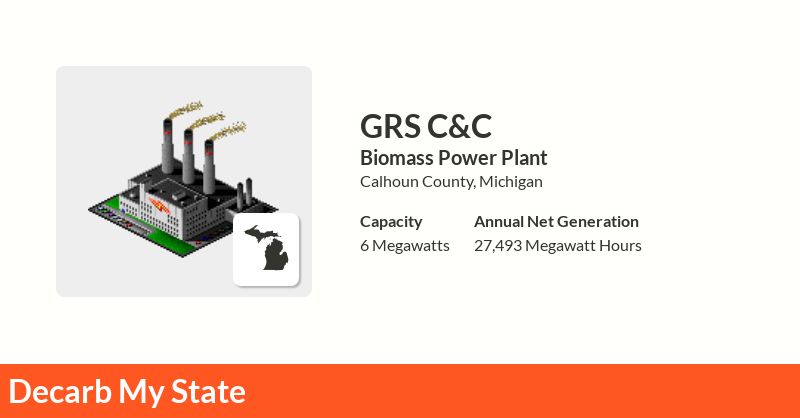 GRS C&C
Biomass Power Plant
Calhoun County, Michigan
Capacity
6 Megawatts
Annual Net Generation
27,493 Megawatt Hours
Decarb My State